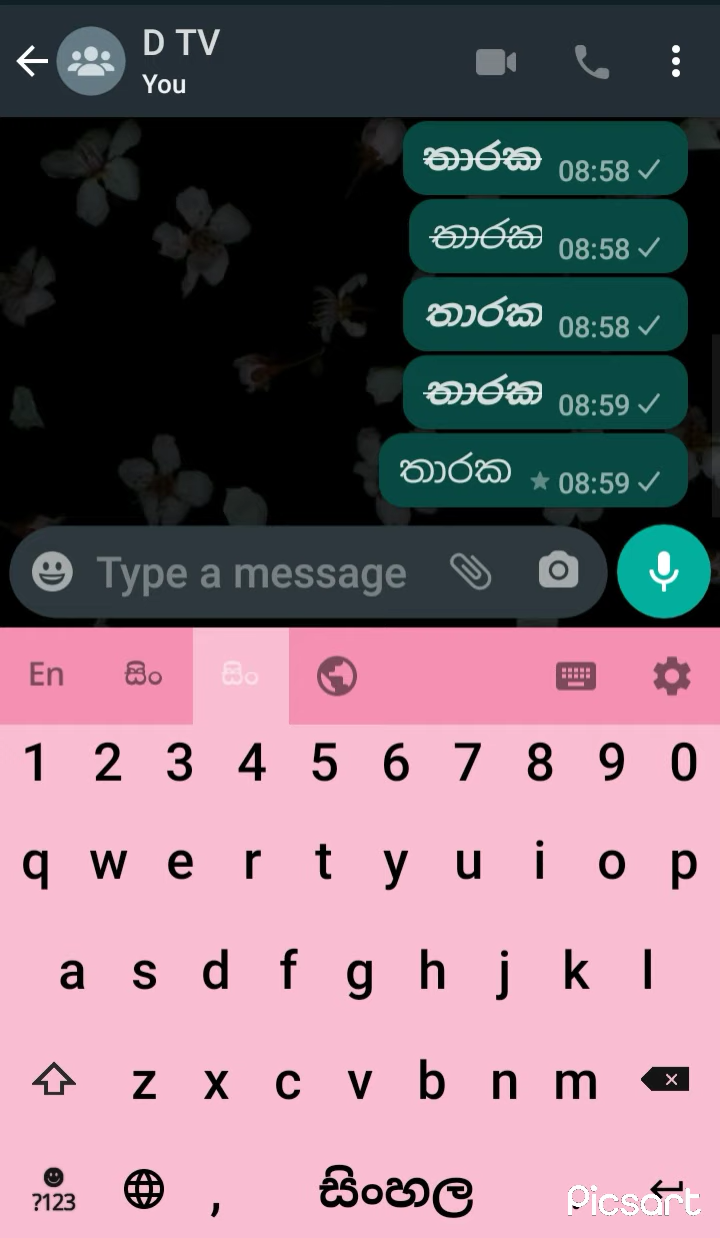 D TV
You
තාරක 08:58
තාරක 08:58
තාරක 08:58
තාරක 08:59
තාරක 08:59
Type a message
En සිං සිං
1 2 3 4 5 6 7 8 9 0
q w e r t y u i o p
a s d f g h j k l
z x c v b n m
?123 , සිංහල
Picsart